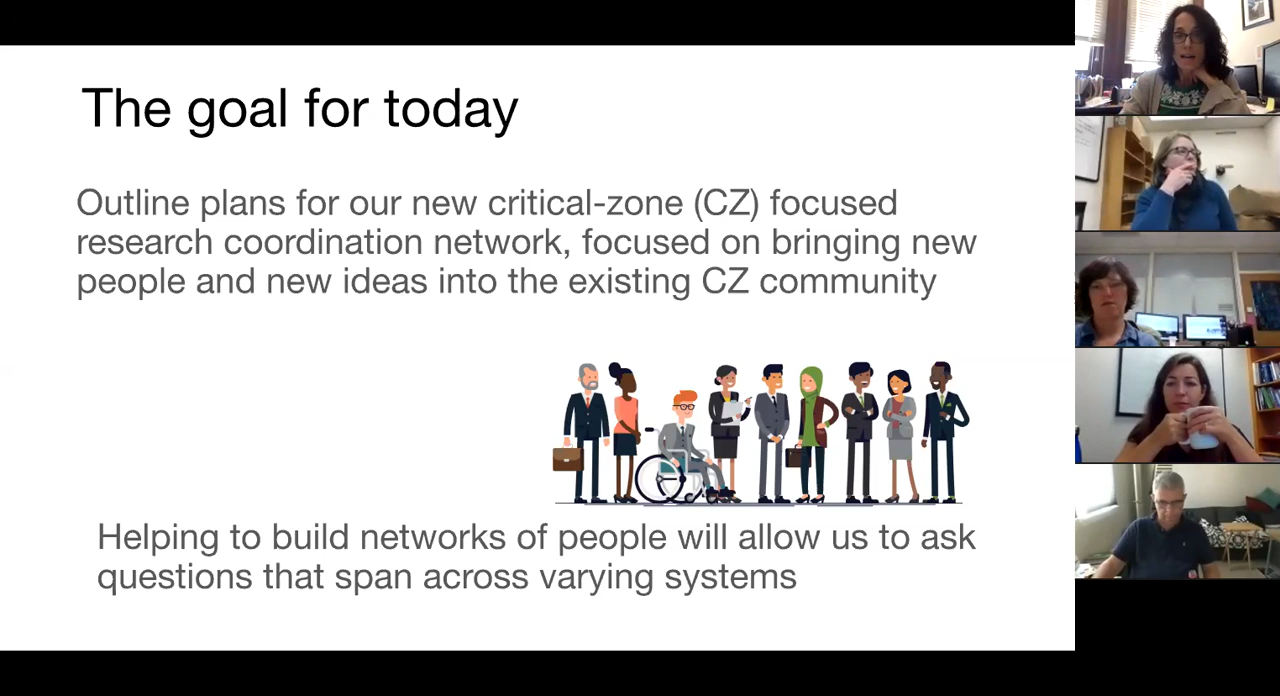 The goal for today
Outline plans for our new critical-zone (CZ) focused
research coordination network, focused on bringing new
people and new ideas into the existing CZ community
Helping to build networks of people will allow us to ask
questions that span across varying systems